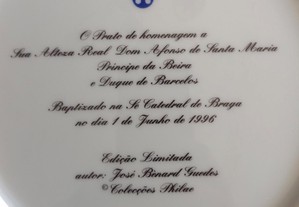 O Prato de homenagem a
Sua Alteza Real Dom Afonso de Santa Maria
Principe da Beira
e Duque de Barcelos
Baptizado na Sé Catedral de Braga
no dia 1 de Junho de 1996
Edição Limitada
autor: José Bénard Guedes
©Colecções Philae